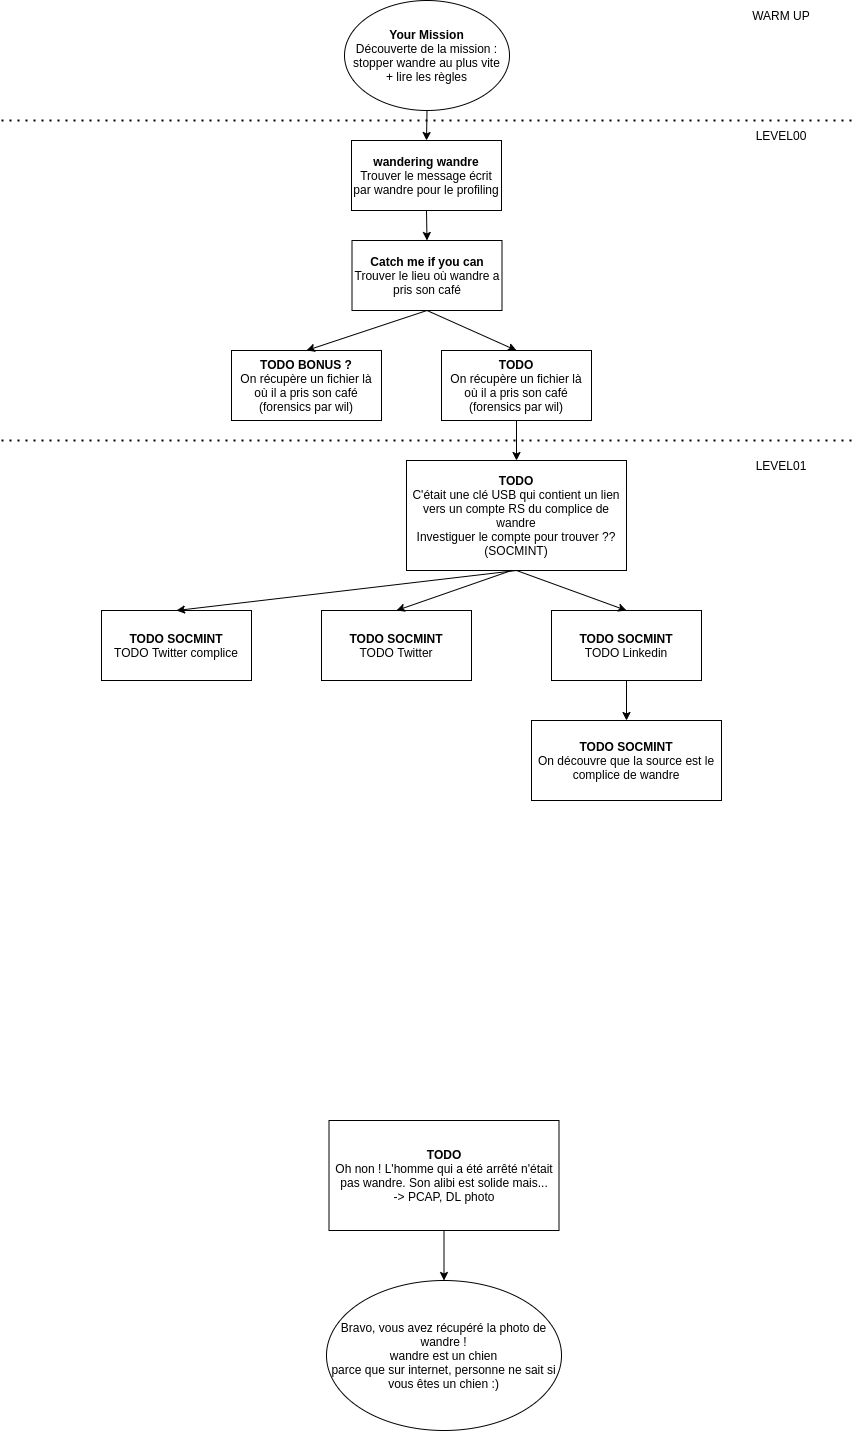 WARM UP
Your Mission
Découverte de la mission :
stopper wandre au plus vite
+ lire les règles
LEVEL00
wandering wandre
Trouver le message écrit
par wandre pour le profiling
Catch me if you can
Trouver le lieu où wandre a
pris son café
TODO BONUS ?
On récupère un fichier là
où il a pris son café
(forensics par wil)
TODO
On récupère un fichier là
où il a pris son café
(forensics par wil)
LEVEL01
TODO
C'était une clé USB qui contient un lien
vers un compte RS du complice de
wandre
Investiguer le compte pour trouver ??
(SOCMINT)
TODO SOCMINT
TODO Twitter complice
TODO SOCMINT
TODO Twitter
TODO SOCMINT
TODO Linkedin
TODO SOCMINT
On découvre que la source est le
complice de wandre
TODO
Oh non ! L'homme qui a été arrêté n'était
pas wandre. Son alibi est solide mais...
-> PCAP, DL photo
Bravo, vous avez récupéré la photo de
wandre !
wandre est un chien
parce que sur internet, personne ne sait si
vous êtes un chien :)